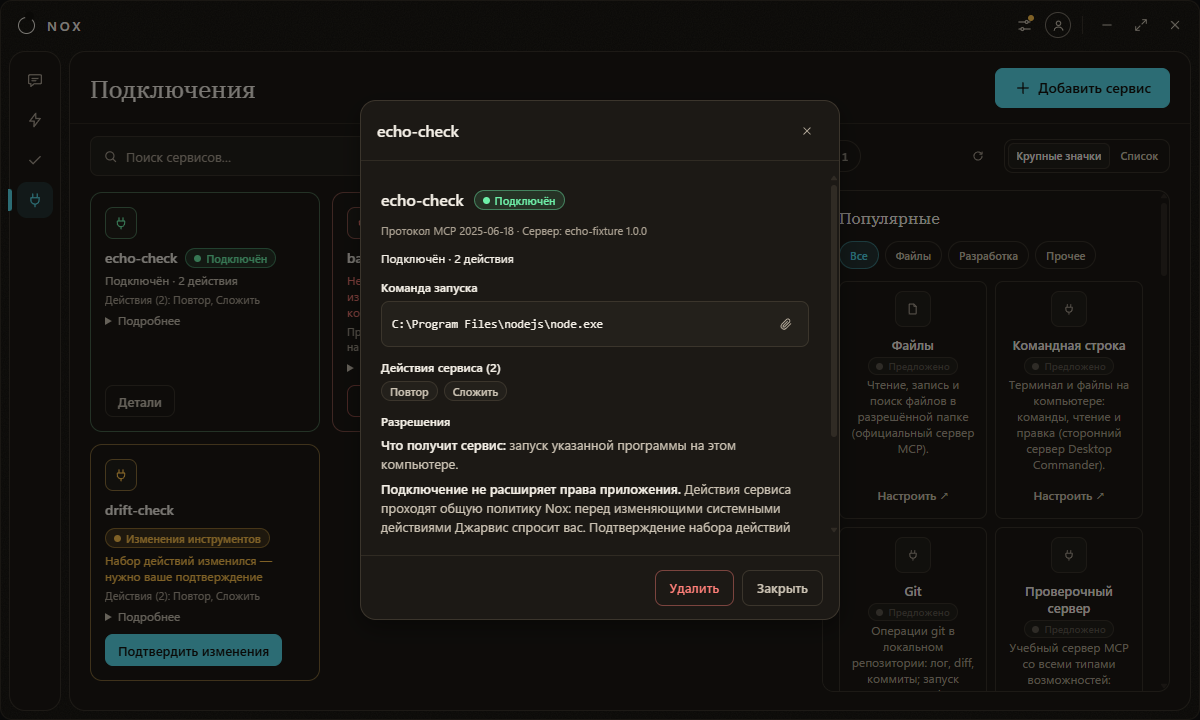 NOX
Подключения
Добавить сервис
Поиск сервисов...
1
Крупные значки
Список
echo-check
Подключён
Подключён · 2 действия
Действия (2): Повтор, Сложить
Подробнее
Детали
drift-check
Изменения инструментов
Набор действий изменился —
нужно ваше подтверждение
Действия (2): Повтор, Сложить
Подробнее
Подтвердить изменения
echo-check
echo-check
Подключён
Протокол MCP 2025-06-18 · Сервер: echo-fixture 1.0.0
Подключён · 2 действия
Команда запуска
C:\Program Files\nodejs\node.exe
Действия сервиса (2)
Повтор
Сложить
Разрешения
Что получит сервис: запуск указанной программы на этом
компьютере.
Подключение не расширяет права приложения. Действия сервиса
проходят общую политику Nox: перед изменяющими системными
действиями Джарвис спросит вас. Подтверждение набора действий
Удалить
Закрыть
Популярные
Все
Файлы
Разработка
Прочее
Файлы
Предложено
Чтение, запись и
поиск файлов в
разрешённой папке
(официальный сервер
MCP).
Настроить ↗
Командная строка
Предложено
Терминал и файлы на
компьютере:
команды, чтение и
правка (сторонний
сервер Desktop
Commander).
Настроить ↗
Git
Предложено
Операции git в
локальном
репозитории: лог, diff,
коммиты; запуск
Проверочный
сервер
Предложено
Учебный сервер MCP
со всеми типами
возможностей: